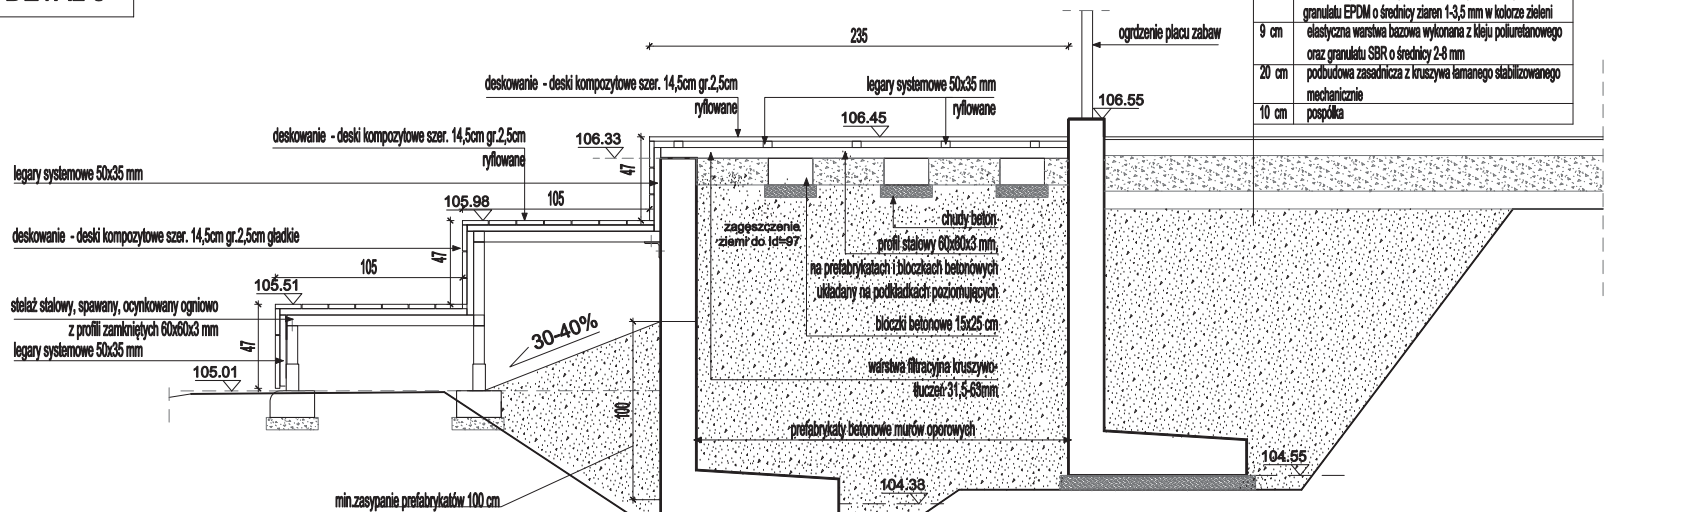 granulatu EPDM o średnicy ziaren 1-3,5 mm w kolorze zieleni
9 cm elastyczna warstwa bazowa wykonana z kleju poliuretanowego
oraz granulatu SBR o średnicy 2-8 mm
20 cm podbudowa zasadnicza z kruszywa łamanego stabilizowanego
mechanicznie
10 cm pospółka
235
ogrdzenie placu zabaw
deskowanie - deski kompozytowe szer. 14,5cm gr.2,5cm
ryflowane
legary systemowe 50x35 mm
ryflowane
106.55
106.45
106.33
deskowanie - deski kompozytowe szer. 14,5cm gr.2,5cm
ryflowane
47
legary systemowe 50x35 mm
105
105.98
deskowanie - deski kompozytowe szer. 14,5cm gr.2,5cm gładkie
47
105
105.51
stelaż stalowy, spawany, ocynkowany ogniowo
z profili zamkniętych 60x60x3 mm
legary systemowe 50x35 mm
47
105.01
30-40%
zagęszczenie
ziemi do Id=97
chudy beton
profil stalowy 60x60x3 mm,
na prefabrykatach i bloczkach betonowych
układany na podkładkach poziomujących
bloczki betonowe 15x25 cm
warstwa filtracyjna kruszywo-
tłuczeń 31,5-63mm
100
prefabrykaty betonowe murów oporowych
104.55
104.38
min.zasypanie prefabrykatów 100 cm